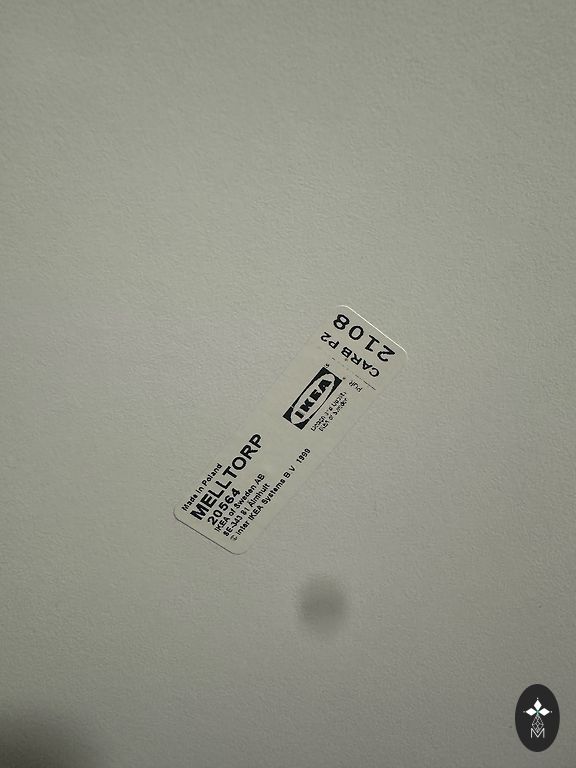 Made in Poland
MELLTORP
20564
IKEA of Sweden AB
SE-343 81 Älmhult
© Inter IKEA Systems B.V. 1999
IKEA
CARB P2
2108
M